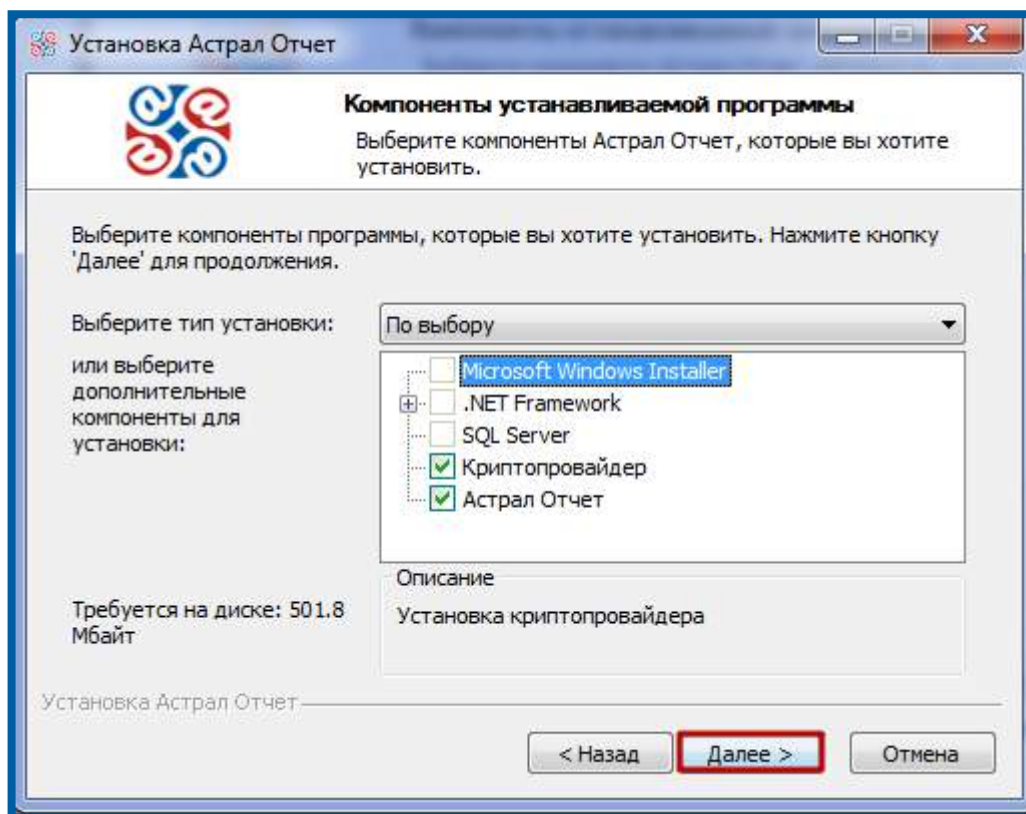 Установка Астрал Отчет
Компоненты устанавливаемой программы
Выберите компоненты Астрал Отчет, которые вы хотите
установить.
Выберите компоненты программы, которые вы хотите установить. Нажмите кнопку
'Далее' для продолжения.
Выберите тип установки:
По выбору
или выберите
дополнительные
компоненты для
установки:
Microsoft Windows Installer
.NET Framework
SQL Server
Криптопровайдер
Астрал Отчет
Требуется на диске: 501.8
Мбайт
Описание
Установка криптопровайдера
Установка Астрал Отчет
< Назад
Далее >
Отмена